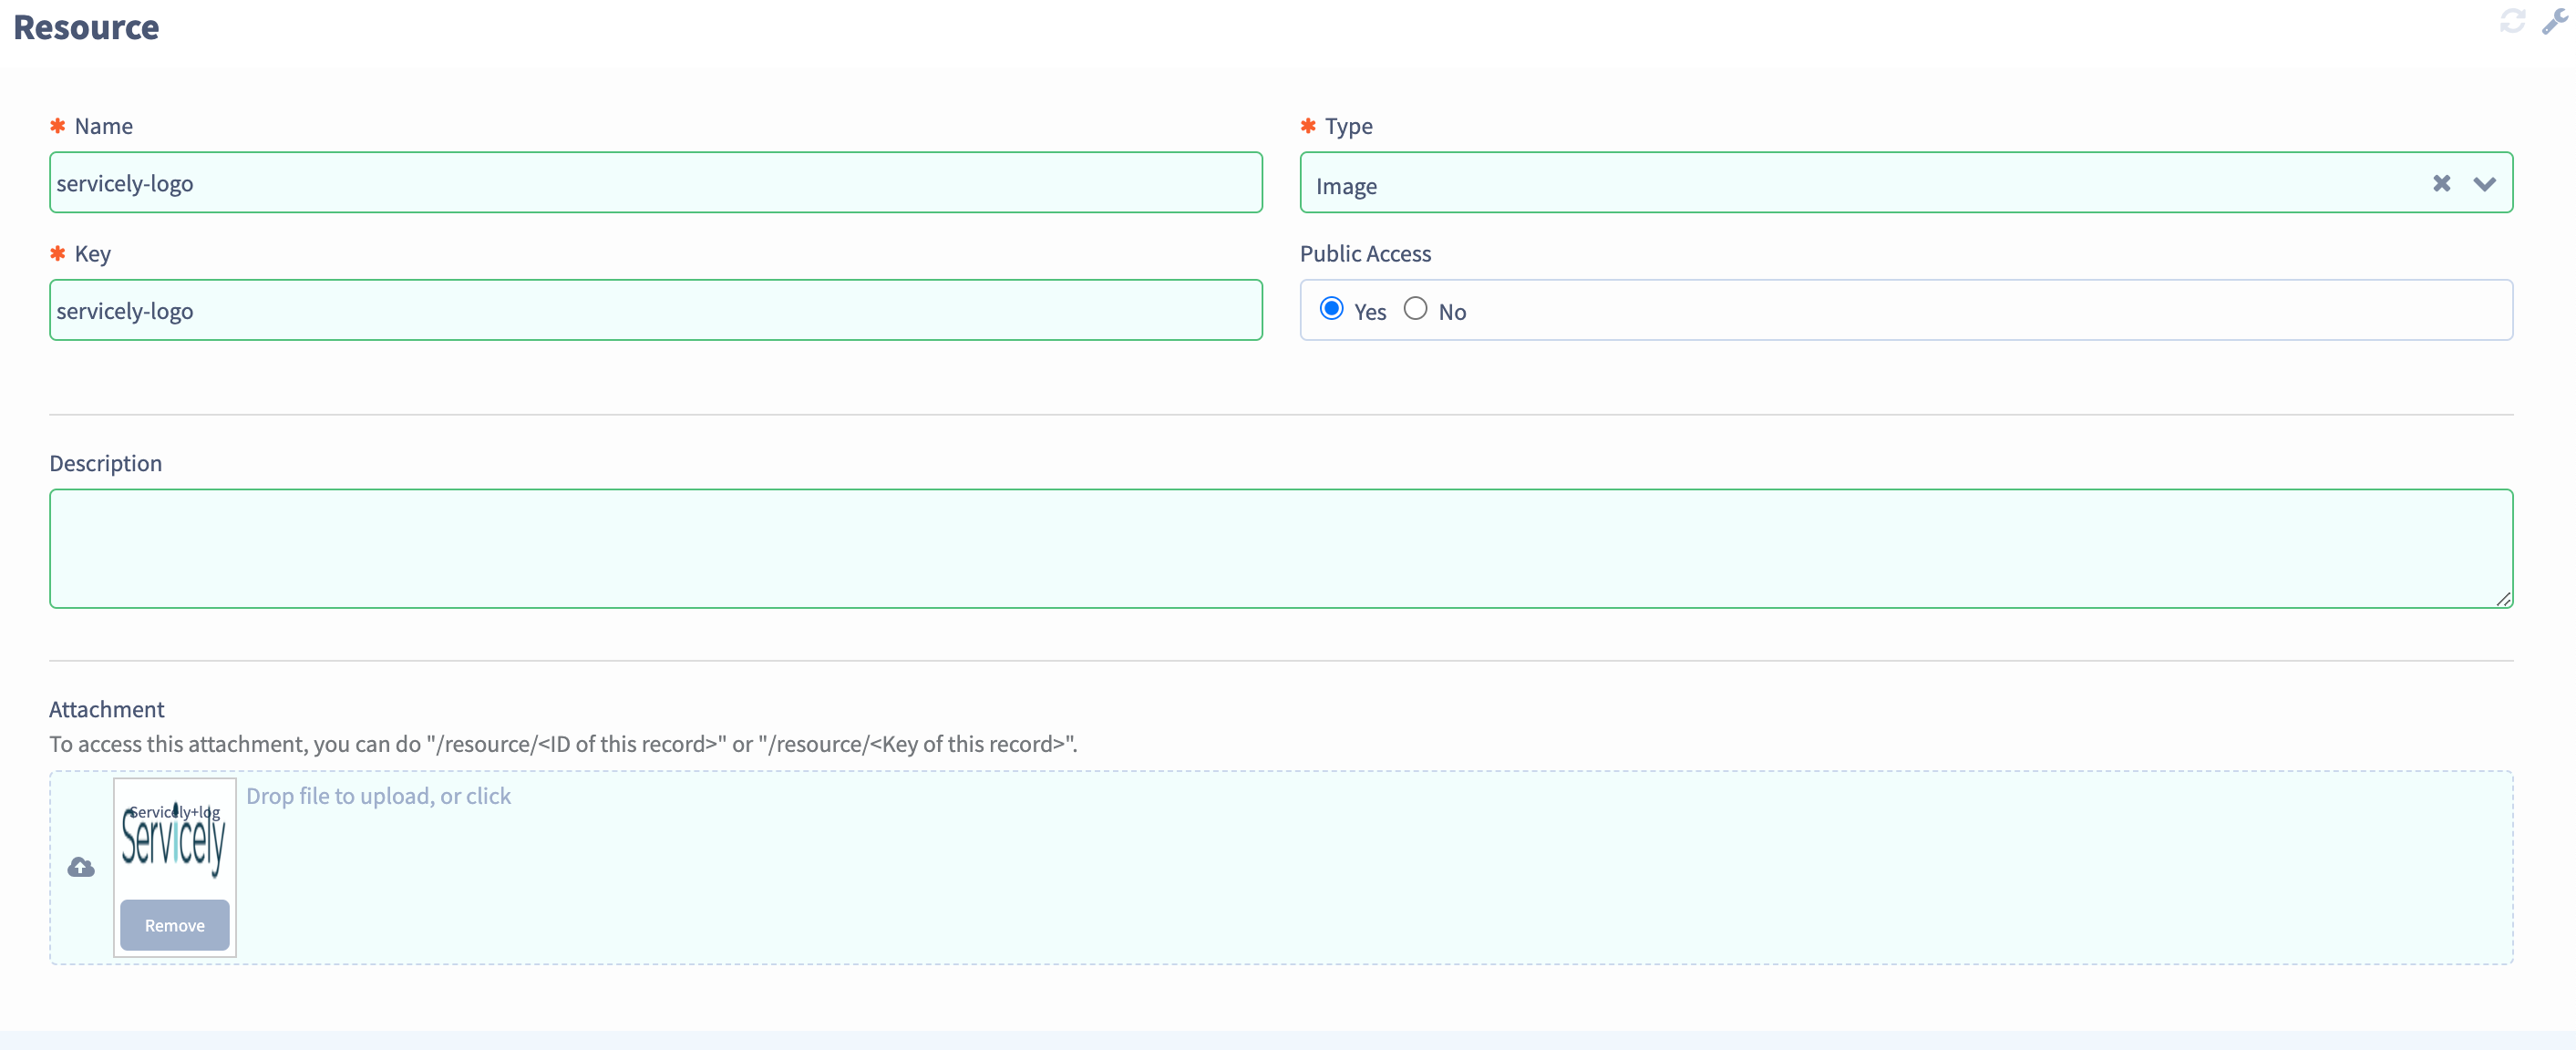 Resource
Name
servicely-logo
Type
Image
Key
servicely-logo
Public Access
Yes
No
Description
Attachment
To access this attachment, you can do "/resource/<ID of this record>" or "/resource/<Key of this record>".
Servicely+log
Servicely
Remove
Drop file to upload, or click